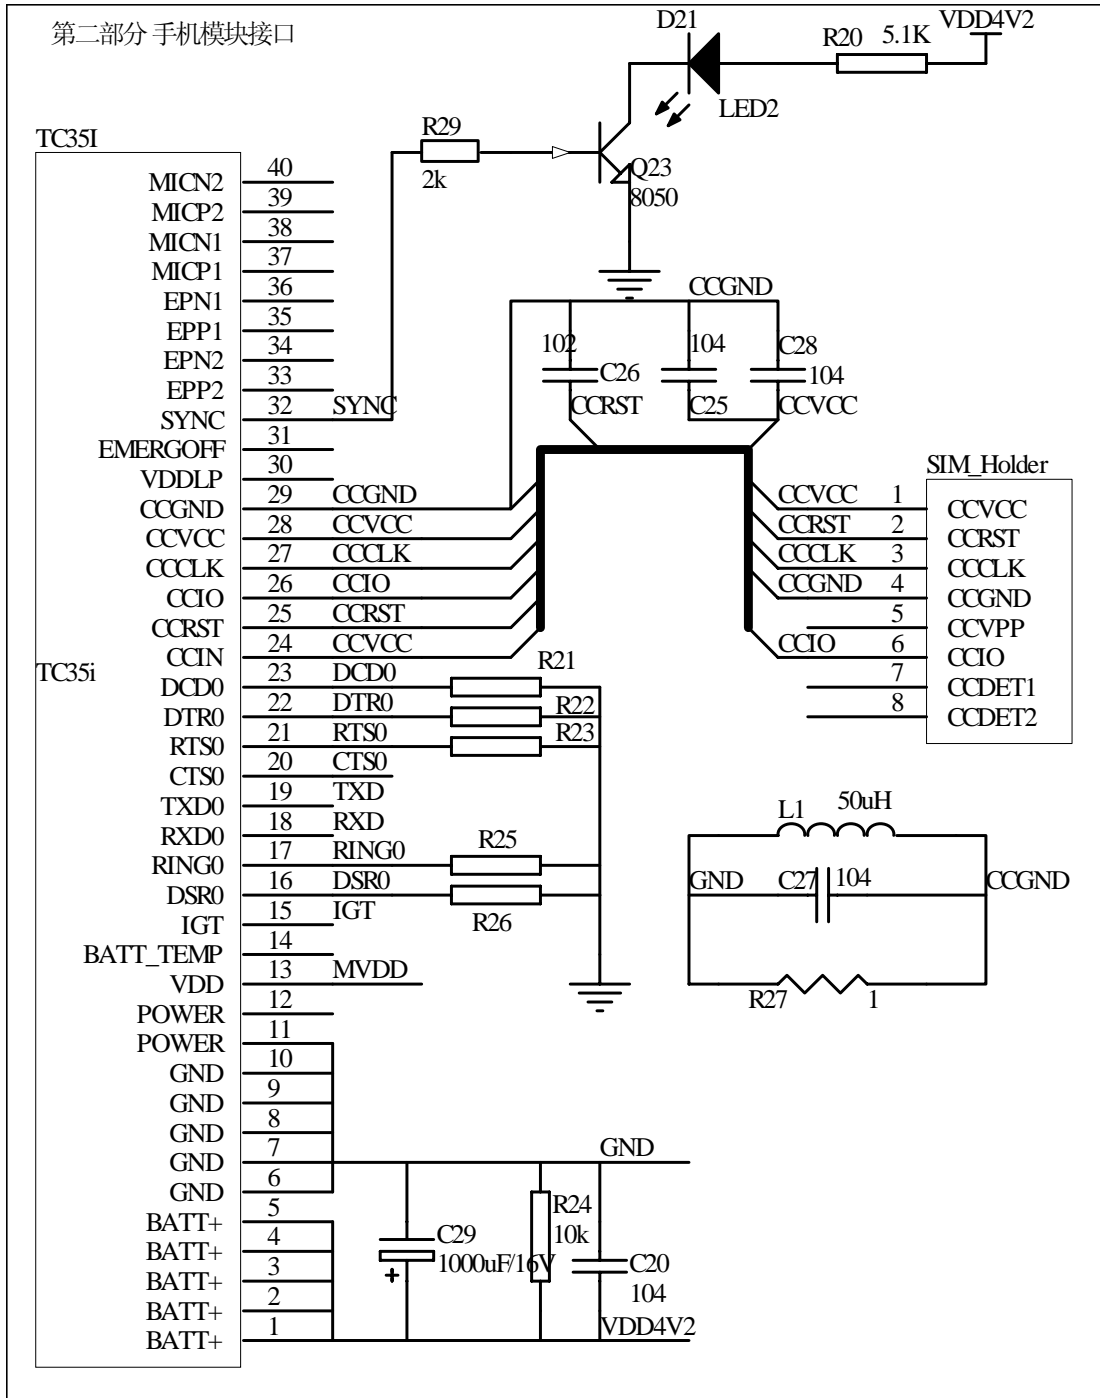 第二部分 手机模块接口
D21
VDD4V2
R20 5.1K
LED2
TC35I
R29
2k
Q23
8050
MICN2 40
MICP2 39
MICN1 38
MICP1 37
EPN1 36
EPP1 35
EPN2 34
EPP2 33
SYNC 32 SYNC
EMERGOFF 31
VDDLP 30
CCGND 29 CCGND
CCVCC 28 CCVCC
CCCLK 27 CCCLK
CCIO 26 CCIO
CCRST 25 CCRST
CCIN 24 CCVCC
TC35i
DCD0 23 DCD0
DTR0 22 DTR0
RTS0 21 RTS0
CTS0 20 CTS0
TXD0 19 TXD
RXD0 18 RXD
RING0 17 RING0
DSR0 16 DSR0
IGT 15 IGT
BATT_TEMP 14
VDD 13 MVDD
POWER 12
POWER 11
GND 10
GND 9
GND 8
GND 7
GND 6
BATT+ 5
BATT+ 4
BATT+ 3
BATT+ 2
BATT+ 1
CCGND
102
C26
CCRST
104
C25
C28
104
CCVCC
SIM_Holder
CCVCC 1 CCVCC
CCRST 2 CCRST
CCCLK 3 CCCLK
CCGND 4 CCGND
5 CCVPP
CCIO 6 CCIO
7 CCDET1
8 CCDET2
R21
R22
R23
R25
R26
L1 50uH
GND C27 104 CCGND
R27 1
GND
C29
1000uF/16V
+
R24
10k
C20
104
VDD4V2